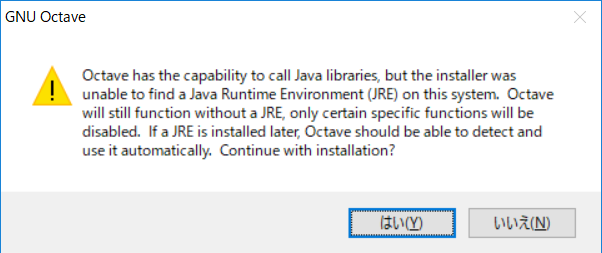 GNU Octave
Octave has the capability to call Java libraries, but the installer was
unable to find a Java Runtime Environment (JRE) on this system.  Octave
will still function without a JRE, only certain specific functions will be
disabled.  If a JRE is installed later, Octave should be able to detect and
use it automatically.  Continue with installation?
はい(Y)
いいえ(N)